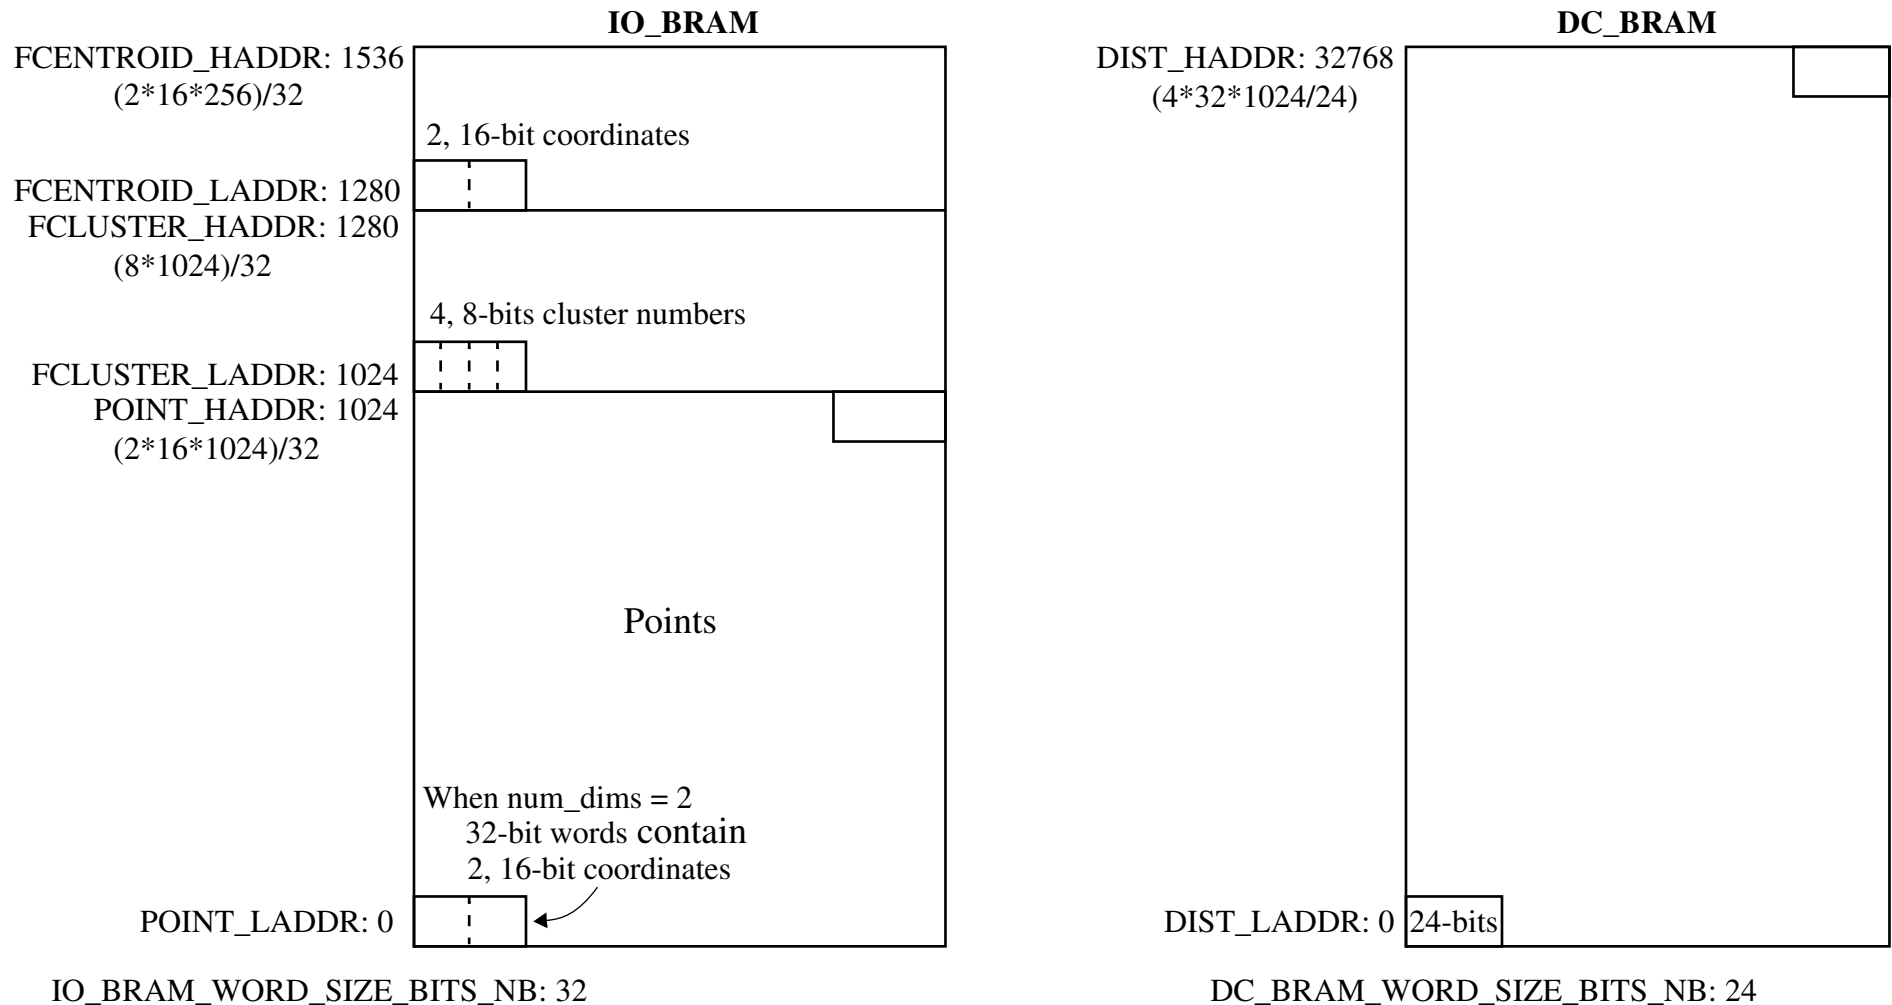 IO_BRAM
FCENTROID_HADDR: 1536
(2*16*256)/32
2, 16-bit coordinates
FCENTROID_LADDR: 1280
FCLUSTER_HADDR: 1280
(8*1024)/32
4, 8-bits cluster numbers
FCLUSTER_LADDR: 1024
POINT_HADDR: 1024
(2*16*1024)/32
Points
When num_dims = 2
32-bit words contain
2, 16-bit coordinates
POINT_LADDR: 0
IO_BRAM_WORD_SIZE_BITS_NB: 32
DC_BRAM
DIST_HADDR: 32768
(4*32*1024/24)
DIST_LADDR: 0
24-bits
DC_BRAM_WORD_SIZE_BITS_NB: 24